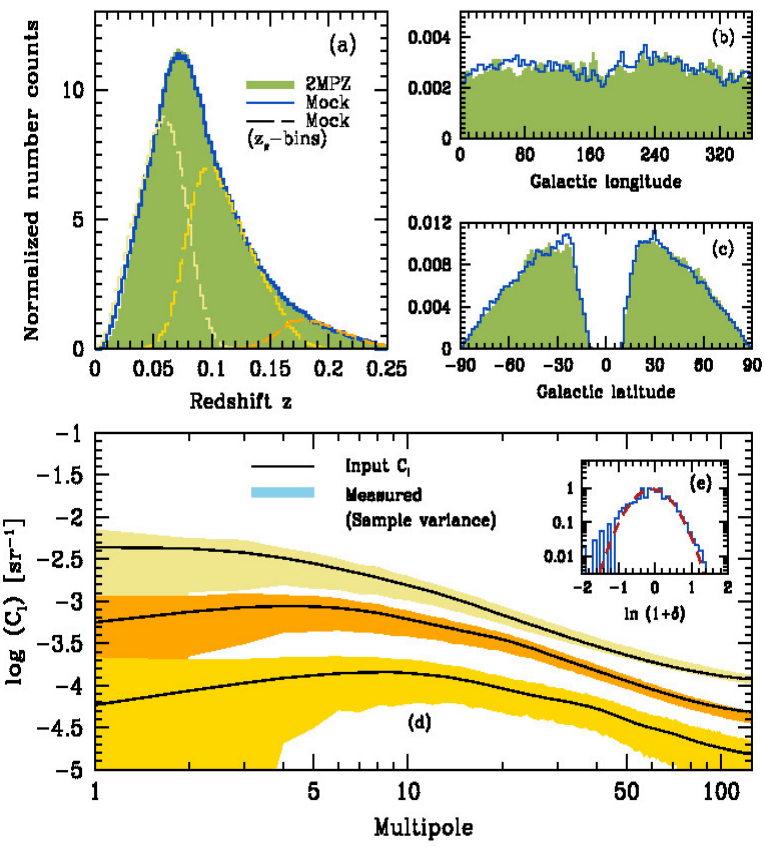 (a)
Normalized number counts
10
5
0
2MPZ
Mock
Mock
(zp-bins)
0 0.05 0.1 0.15 0.2 0.25
Redshift z
(b)
0.004
0.002
0
0 80 160 240 320
Galactic longitude
(c)
0.012
0.008
0.004
0
-90 -60 -30 0 30 60 90
Galactic latitude
log (Cl) [sr-1]
-1
-1.5
-2
-2.5
-3
-3.5
-4
-4.5
-5
Input Cl
Measured
(Sample variance)
(e)
1
0.1
0.01
-2 -1 0 1 2
ln (1+δ)
(d)
1 5 10 50 100
Multipole